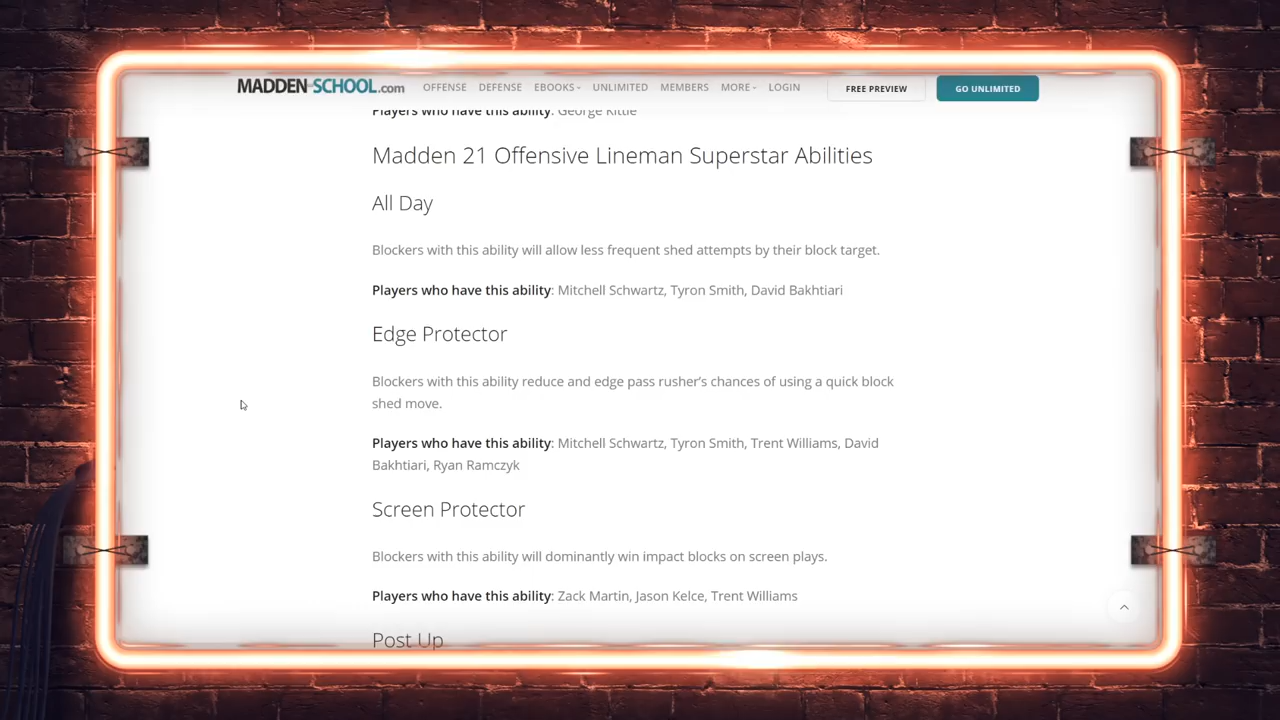 MADDEN-SCHOOL.com OFFENSE DEFENSE EBOOKS UNLIMITED MEMBERS MORE LOGIN FREE PREVIEW GO UNLIMITED
Players who have this ability: George Kittle
Madden 21 Offensive Lineman Superstar Abilities
All Day
Blockers with this ability will allow less frequent shed attempts by their block target.
Players who have this ability: Mitchell Schwartz, Tyron Smith, David Bakhtiari
Edge Protector
Blockers with this ability reduce and edge pass rusher’s chances of using a quick block
shed move.
Players who have this ability: Mitchell Schwartz, Tyron Smith, Trent Williams, David
Bakhtiari, Ryan Ramczyk
Screen Protector
Blockers with this ability will dominantly win impact blocks on screen plays.
Players who have this ability: Zack Martin, Jason Kelce, Trent Williams
Post Up